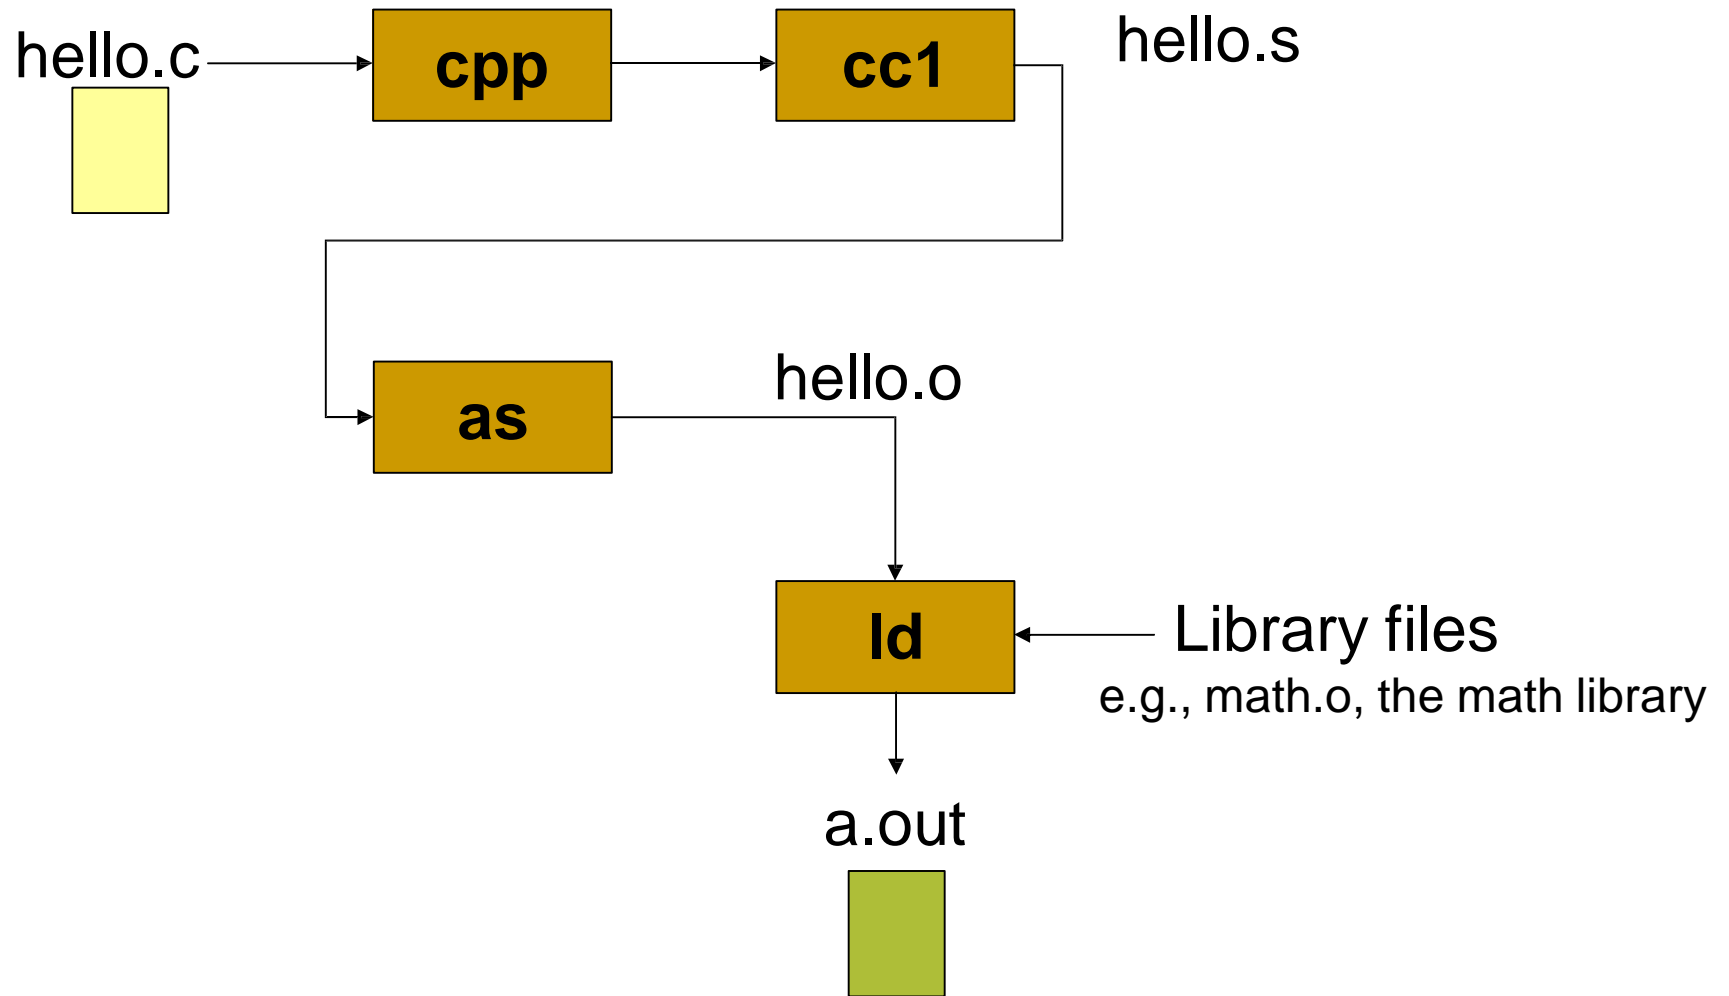 hello.c
cpp
cc1
hello.s
as
hello.o
ld
Library files
e.g., math.o, the math library
a.out